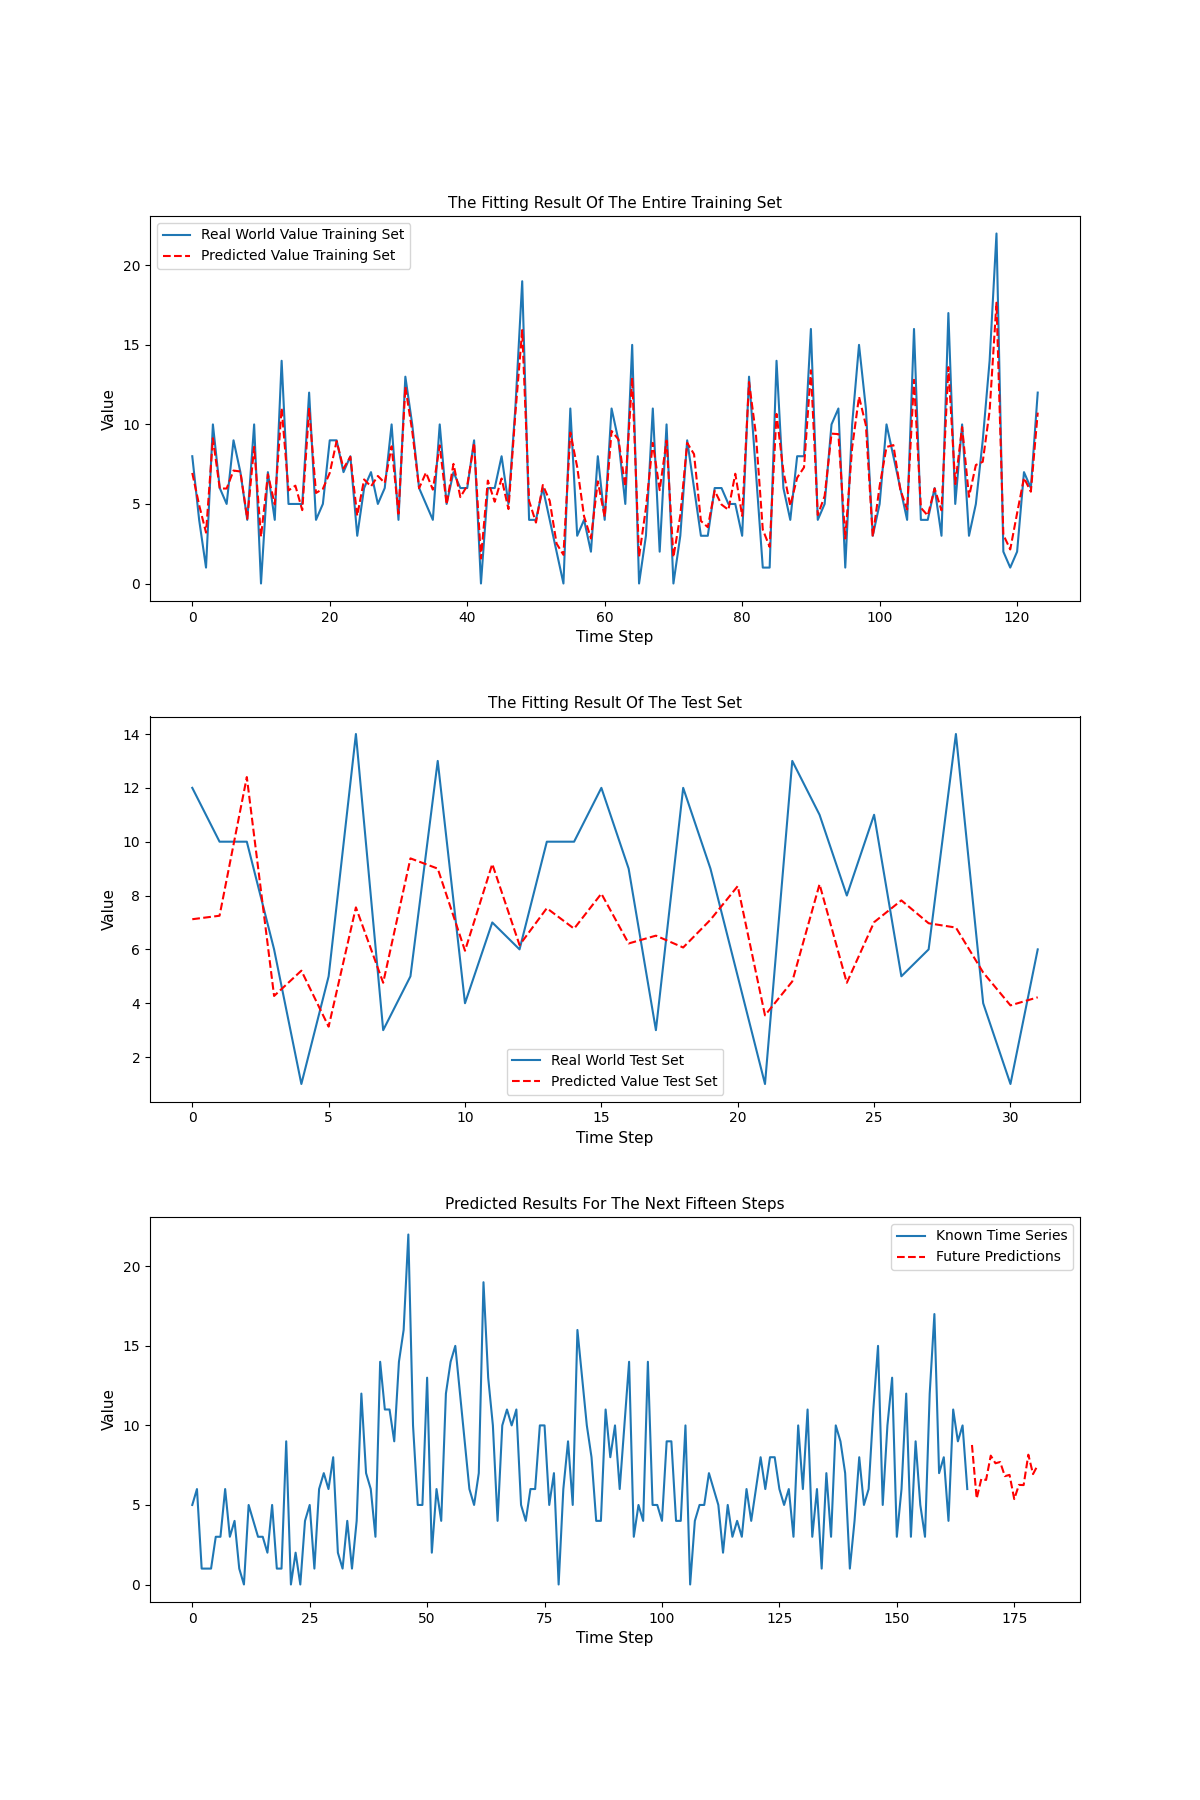 The Fitting Result Of The Entire Training Set
Real World Value Training Set
Predicted Value Training Set
Value
20
15
10
5
0
0 20 40 60 80 100 120
Time Step
The Fitting Result Of The Test Set
Value
14
12
10
8
6
4
2
Real World Test Set
Predicted Value Test Set
0 5 10 15 20 25 30
Time Step
Predicted Results For The Next Fifteen Steps
Known Time Series
Future Predictions
Value
20
15
10
5
0
0 25 50 75 100 125 150 175
Time Step